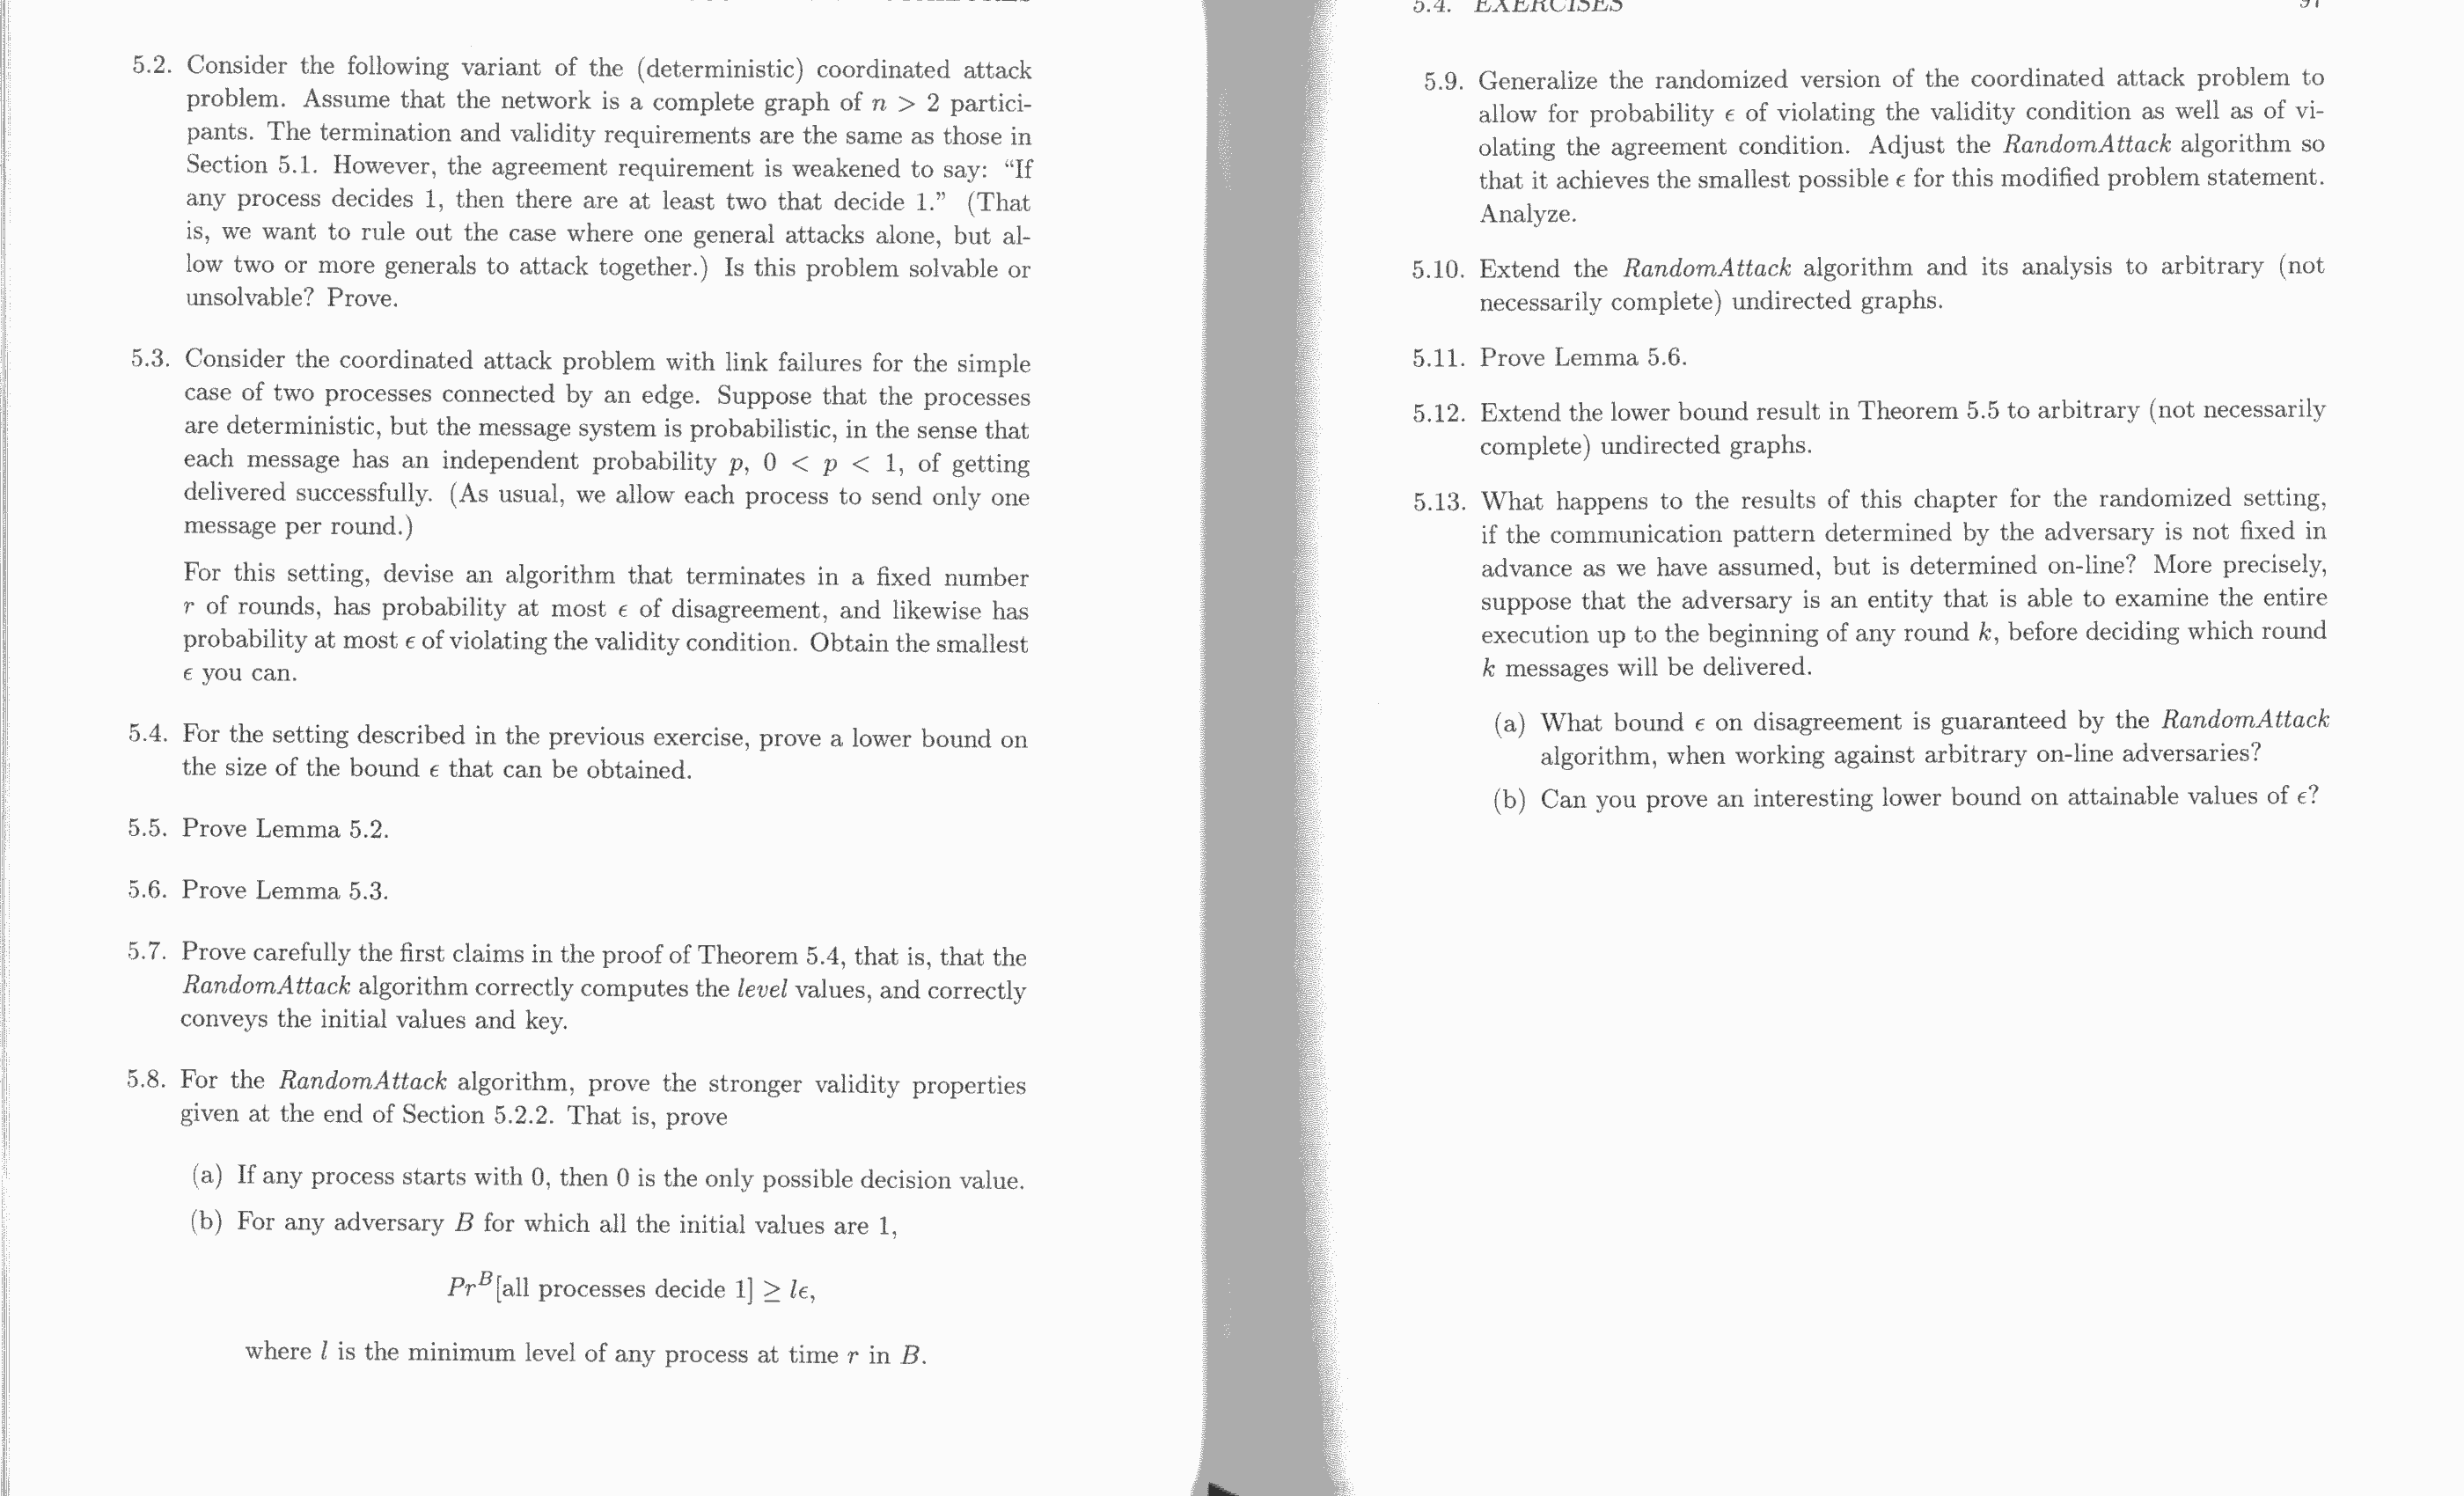 5.2. Consider the following variant of the (deterministic) coordinated attack
problem. Assume that the network is a complete graph of n > 2 partici-
pants. The termination and validity requirements are the same as those in
Section 5.1. However, the agreement requirement is weakened to say: “If
any process decides 1, then there are at least two that decide 1.” (That
is, we want to rule out the case where one general attacks alone, but al-
low two or more generals to attack together.) Is this problem solvable or
unsolvable? Prove.
5.3. Consider the coordinated attack problem with link failures for the simple
case of two processes connected by an edge. Suppose that the processes
are deterministic, but the message system is probabilistic, in the sense that
each message has an independent probability p, 0 < p < 1, of getting
delivered successfully. (As usual, we allow each process to send only one
message per round.)
For this setting, devise an algorithm that terminates in a fixed number
r of rounds, has probability at most ϵ of disagreement, and likewise has
probability at most ϵ of violating the validity condition. Obtain the smallest
ϵ you can.
5.4. For the setting described in the previous exercise, prove a lower bound on
the size of the bound ϵ that can be obtained.
5.5. Prove Lemma 5.2.
5.6. Prove Lemma 5.3.
5.7. Prove carefully the first claims in the proof of Theorem 5.4, that is, that the
RandomAttack algorithm correctly computes the level values, and correctly
conveys the initial values and key.
5.8. For the RandomAttack algorithm, prove the stronger validity properties
given at the end of Section 5.2.2. That is, prove
(a) If any process starts with 0, then 0 is the only possible decision value.
(b) For any adversary B for which all the initial values are 1,
Pr^B[all processes decide 1] ≥ lϵ,
where l is the minimum level of any process at time r in B.
5.4. EXERCISES 97
5.9. Generalize the randomized version of the coordinated attack problem to
allow for probability ϵ of violating the validity condition as well as of vi-
olating the agreement condition. Adjust the RandomAttack algorithm so
that it achieves the smallest possible ϵ for this modified problem statement.
Analyze.
5.10. Extend the RandomAttack algorithm and its analysis to arbitrary (not
necessarily complete) undirected graphs.
5.11. Prove Lemma 5.6.
5.12. Extend the lower bound result in Theorem 5.5 to arbitrary (not necessarily
complete) undirected graphs.
5.13. What happens to the results of this chapter for the randomized setting,
if the communication pattern determined by the adversary is not fixed in
advance as we have assumed, but is determined on-line? More precisely,
suppose that the adversary is an entity that is able to examine the entire
execution up to the beginning of any round k, before deciding which round
k messages will be delivered.
(a) What bound ϵ on disagreement is guaranteed by the RandomAttack
algorithm, when working against arbitrary on-line adversaries?
(b) Can you prove an interesting lower bound on attainable values of ϵ?